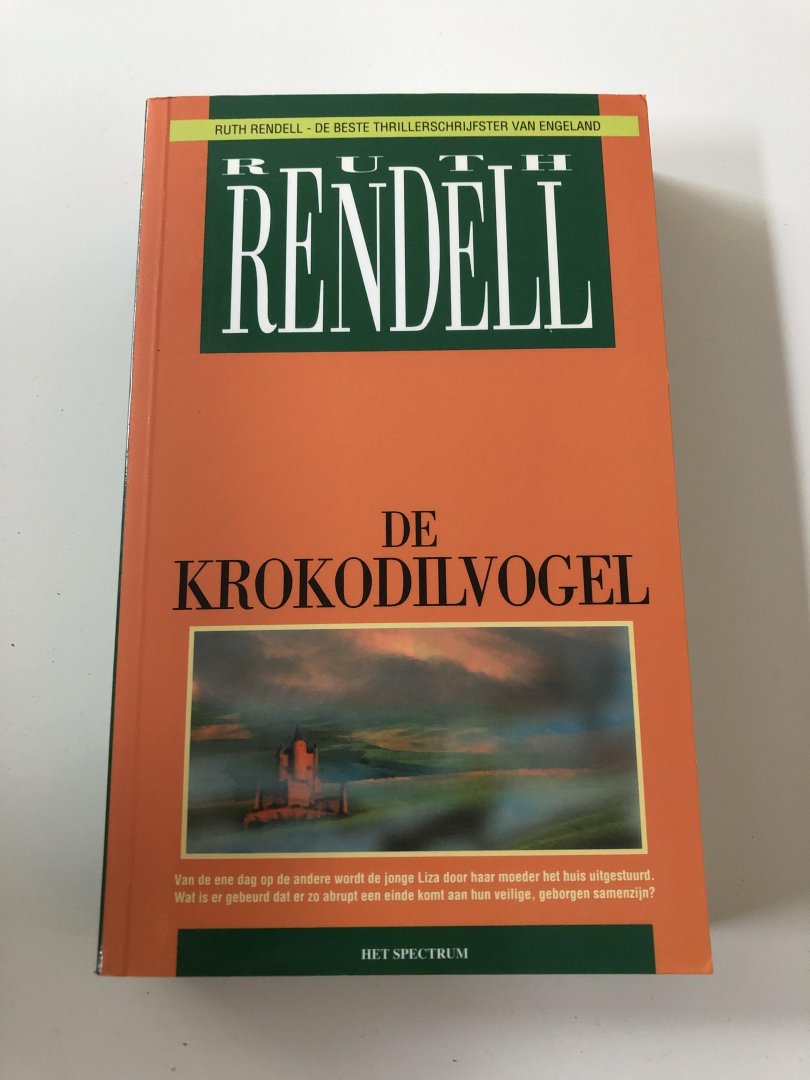 RUTH RENDELL - DE BESTE THRILLERSCHRIJFSTER VAN ENGELAND
RUTH
RENDELL
DE
KROKODILVOGEL
Van de ene dag op de andere wordt de jonge Liza door haar moeder het huis uitgestuurd.
Wat is er gebeurd dat er zo abrupt een einde komt aan hun veilige, geborgen samenzijn?
HET SPECTRUM